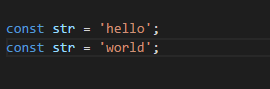 const str = 'hello';
const str = 'world';